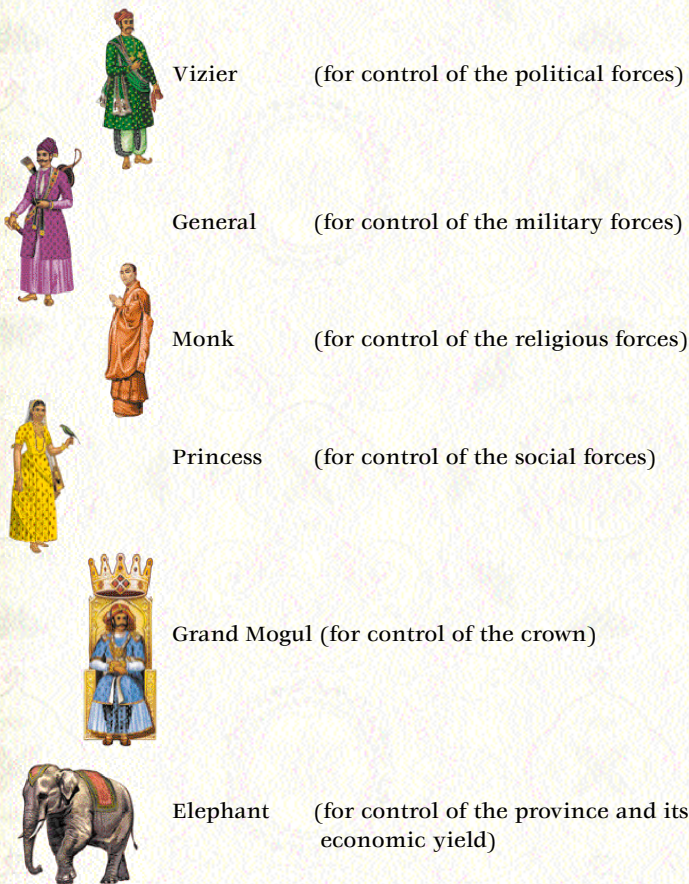 Vizier (for control of the political forces)
General (for control of the military forces)
Monk (for control of the religious forces)
Princess (for control of the social forces)
Grand Mogul (for control of the crown)
Elephant (for control of the province and its
economic yield)